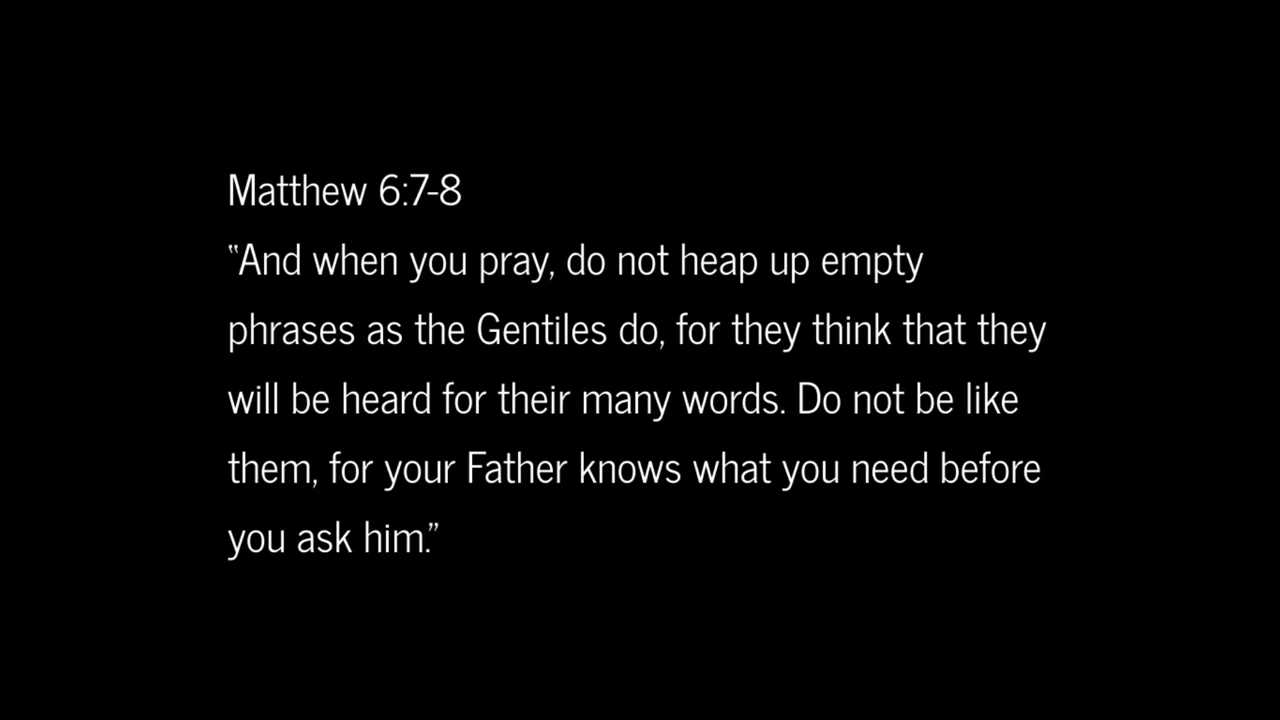 Matthew 6:7-8
“And when you pray, do not heap up empty
phrases as the Gentiles do, for they think that they
will be heard for their many words. Do not be like
them, for your Father knows what you need before
you ask him.”